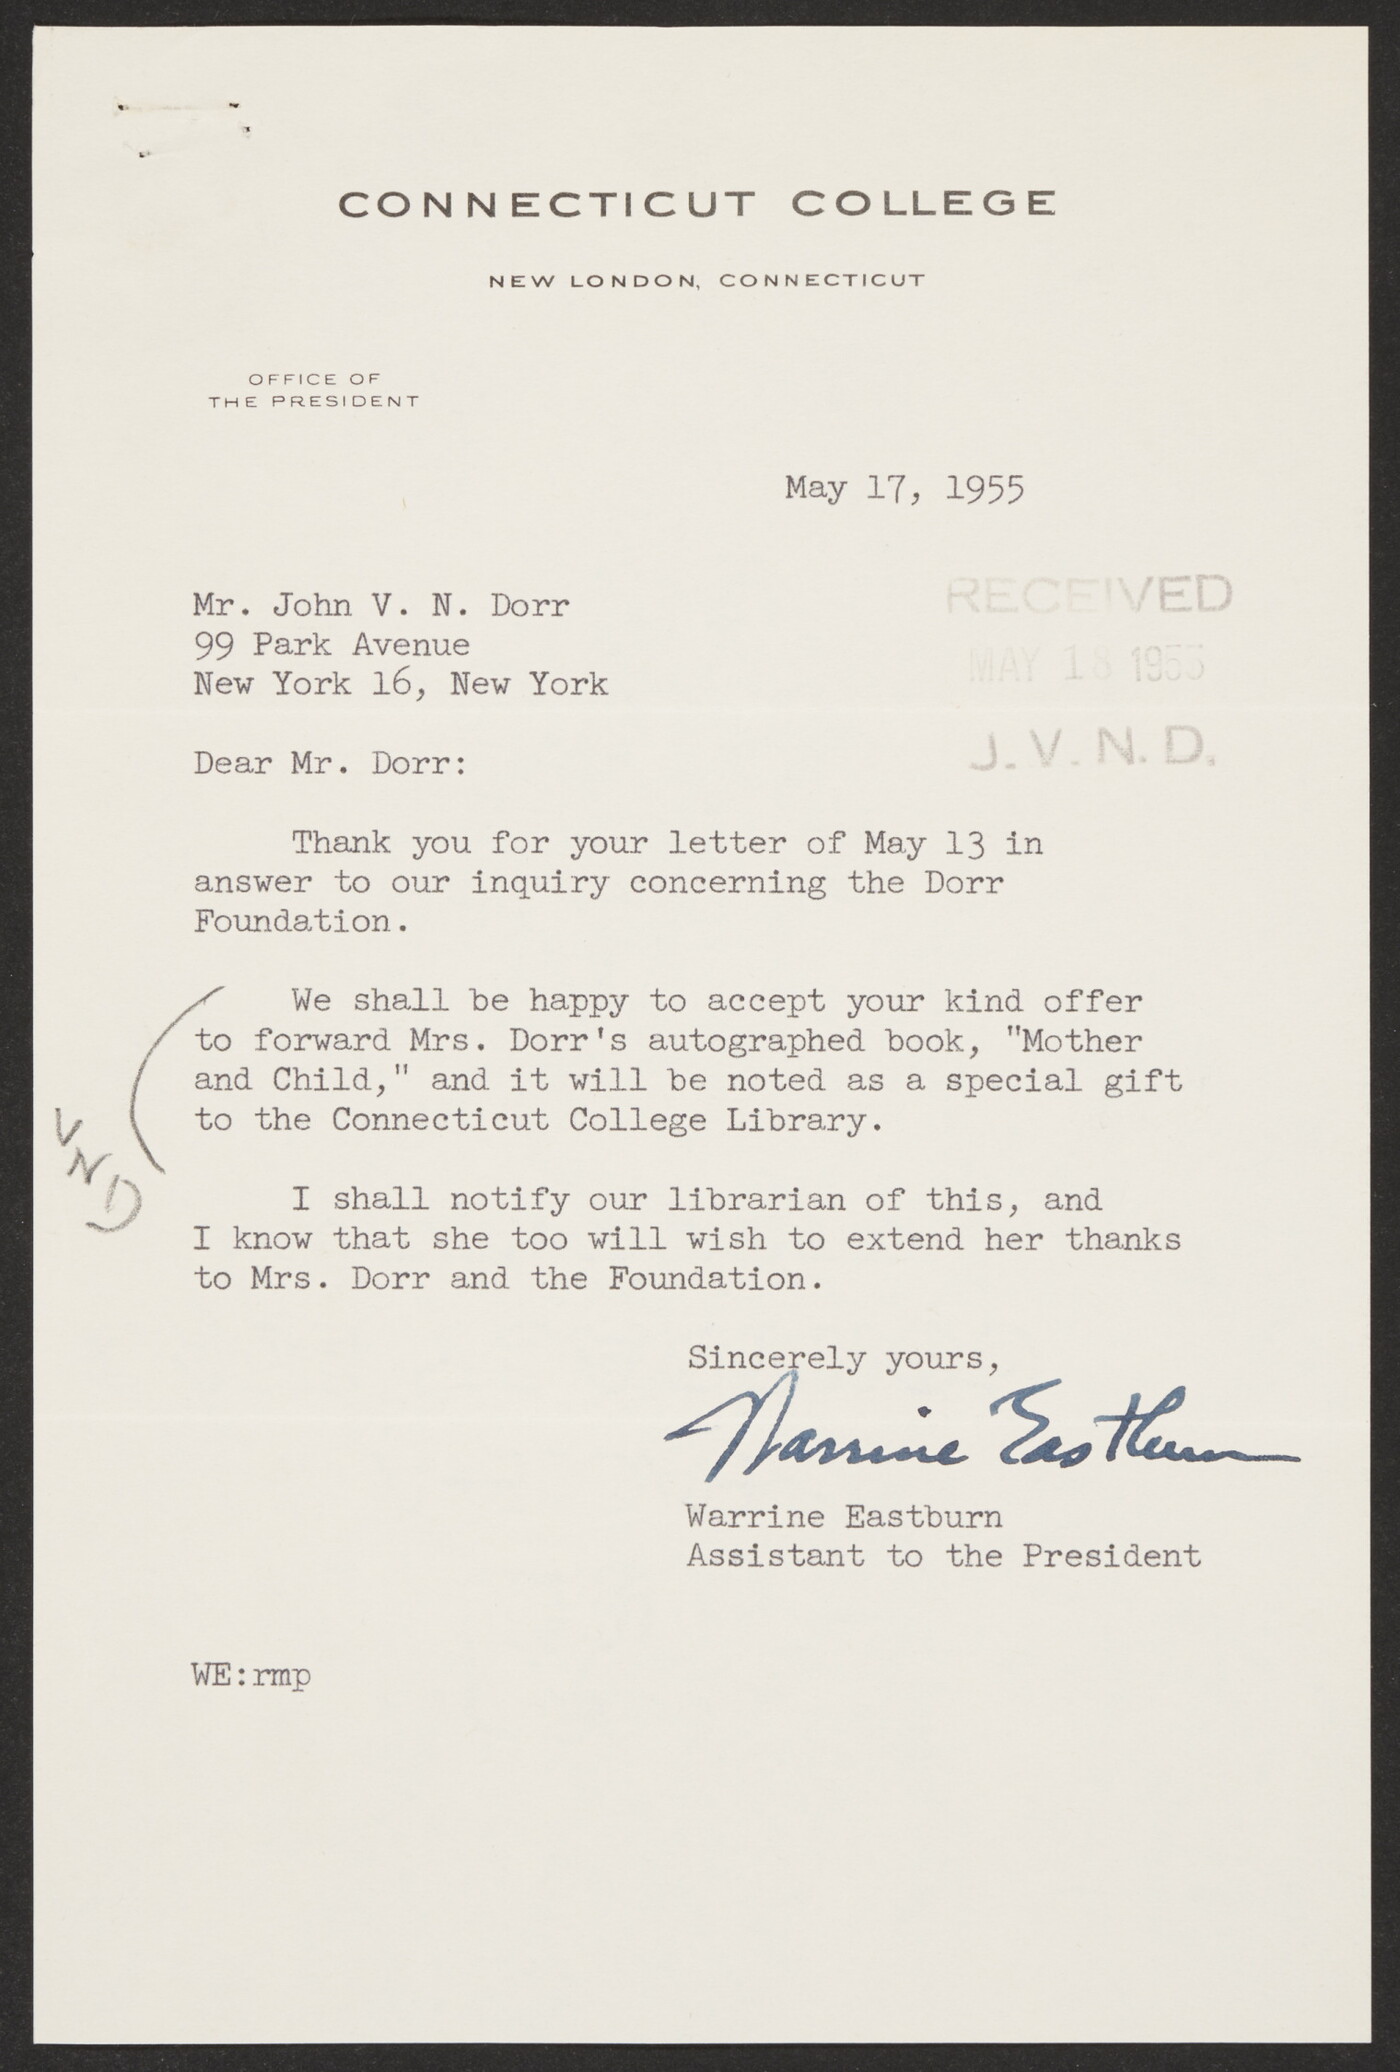 CONNECTICUT COLLEGE
NEW LONDON, CONNECTICUT
OFFICE OF
THE PRESIDENT
May 17, 1955
Mr. John V. N. Dorr
99 Park Avenue
New York 16, New York
RECEIVED
MAY 18 1955
J. V. N. D.
Dear Mr. Dorr:
Thank you for your letter of May 13 in
answer to our inquiry concerning the Dorr
Foundation.
We shall be happy to accept your kind offer
to forward Mrs. Dorr's autographed book, "Mother
and Child," and it will be noted as a special gift
to the Connecticut College Library.
VND
I shall notify our librarian of this, and
I know that she too will wish to extend her thanks
to Mrs. Dorr and the Foundation.
Sincerely yours,
Warrine Eastburn
Warrine Eastburn
Assistant to the President
WE:rmp